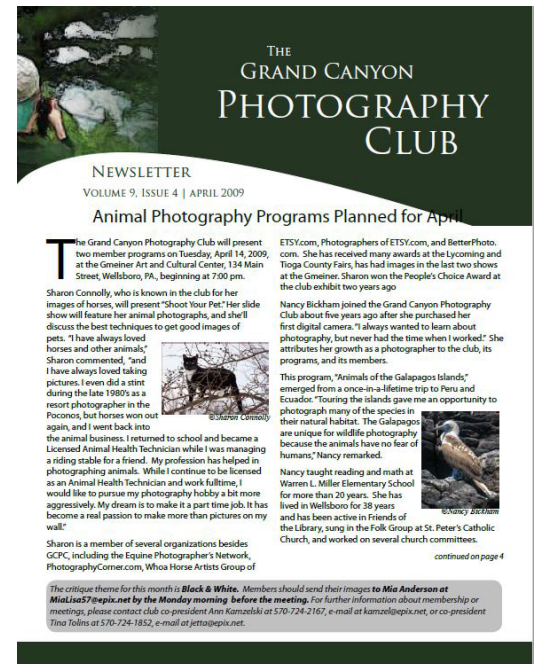 THE
GRAND CANYON
PHOTOGRAPHY
CLUB
NEWSLETTER
VOLUME 9, ISSUE 4 | APRIL 2009
Animal Photography Programs Planned for April
The Grand Canyon Photography Club will present
two member programs on Tuesday, April 14, 2009,
at the Gmeiner Art and Cultural Center, 134 Main
Street, Wellsboro, PA., beginning at 7:00 pm.
Sharon Connolly, who is known in the club for her
images of horses, will present “Shoot Your Pet.” Her slide
show will feature her animal photographs, and she’ll
discuss the best techniques to get good images of
pets. “I have always loved
horses and other animals,”
Sharon commented, “and
I have always loved taking
pictures. I even did a stint
during the late 1980’s as a
resort photographer in the
Poconos, but horses won out
again, and I went back into
the animal business. I returned to school and became a
Licensed Animal Health Technician while I was managing
a riding stable for a friend. My profession has helped in
photographing animals. While I continue to be licensed
as an Animal Health Technician and work fulltime, I
would like to pursue my photography hobby a bit more
aggressively. My dream is to make it a part time job. It has
become a real passion to make more than pictures on my
wall.”
©Sharon Connolly
Sharon is a member of several organizations besides
GCPC, including the Equine Photographer’s Network,
PhotographyCorner.com, Whoa Horse Artists Group of
ETSY.com, Photographers of ETSY.com, and BetterPhoto.
com. She has received many awards at the Lycoming and
Tioga County Fairs, has had images in the last two shows
at the Gmeiner. Sharon won the People’s Choice Award at
the club exhibit two years ago
Nancy Bickham joined the Grand Canyon Photography
Club about five years ago after she purchased her
first digital camera. “I always wanted to learn about
photography, but never had the time when I worked.” She
attributes her growth as a photographer to the club, its
programs, and its members.
This program, “Animals of the Galapagos Islands,”
emerged from a once-in-a-lifetime trip to Peru and
Ecuador. “Touring the islands gave me an opportunity to
photograph many of the species in
their natural habitat. The Galapagos
are unique for wildlife photography
because the animals have no fear of
humans,” Nancy remarked.
Nancy taught reading and math at
Warren L. Miller Elementary School
for more than 20 years. She has
lived in Wellsboro for 38 years
and has been active in Friends of
the Library, sung in the Folk Group at St. Peter’s Catholic
Church, and worked on several church committees.
©Nancy Bickham
continued on page 4
The critique theme for this month is Black & White. Members should send their images to Mia Anderson at
MiaLisa57@epix.net by the Monday morning before the meeting. For further information about membership or
meetings, please contact club co-president Ann Kamzelski at 570-724-2167, e-mail at kamzel@epix.net, or co-president
Tina Tolins at 570-724-1852, e-mail at jetta@epix.net.